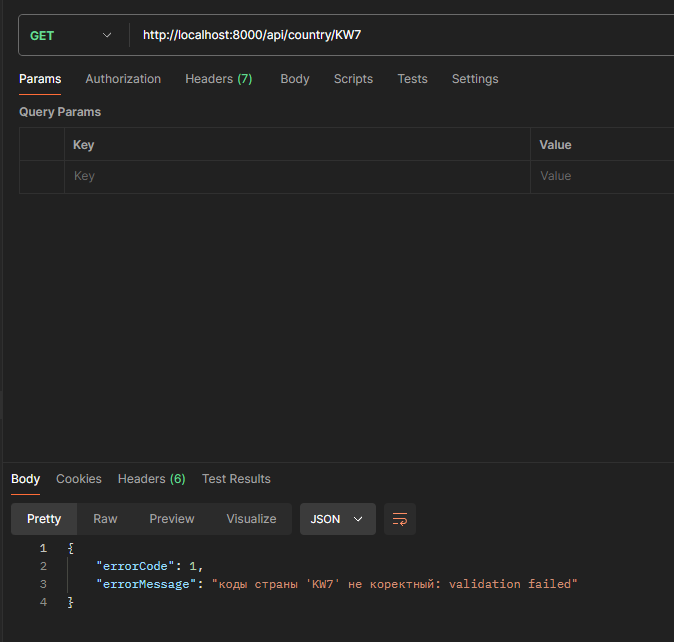 GET http://localhost:8000/api/country/KW7
Params Authorization Headers (7) Body Scripts Tests Settings
Query Params
Key Value
Key Value
Body Cookies Headers (6) Test Results
Pretty Raw Preview Visualize JSON
1 {
2 "errorCode": 1,
3 "errorMessage": "коды страны 'KW7' не коректный: validation failed"
4 }